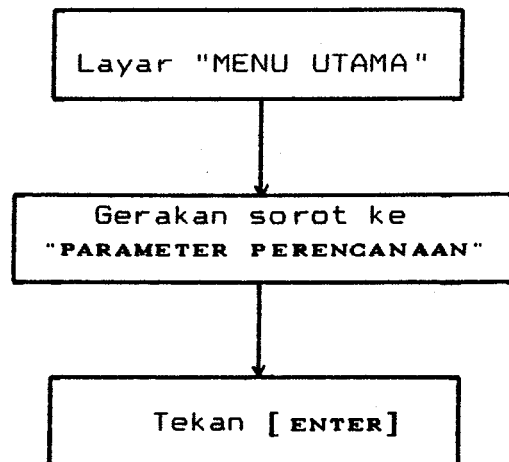 Layar "MENU UTAMA"
Gerakan sorot ke
"PARAMETER PERENCANAAN"
Tekan [ENTER]